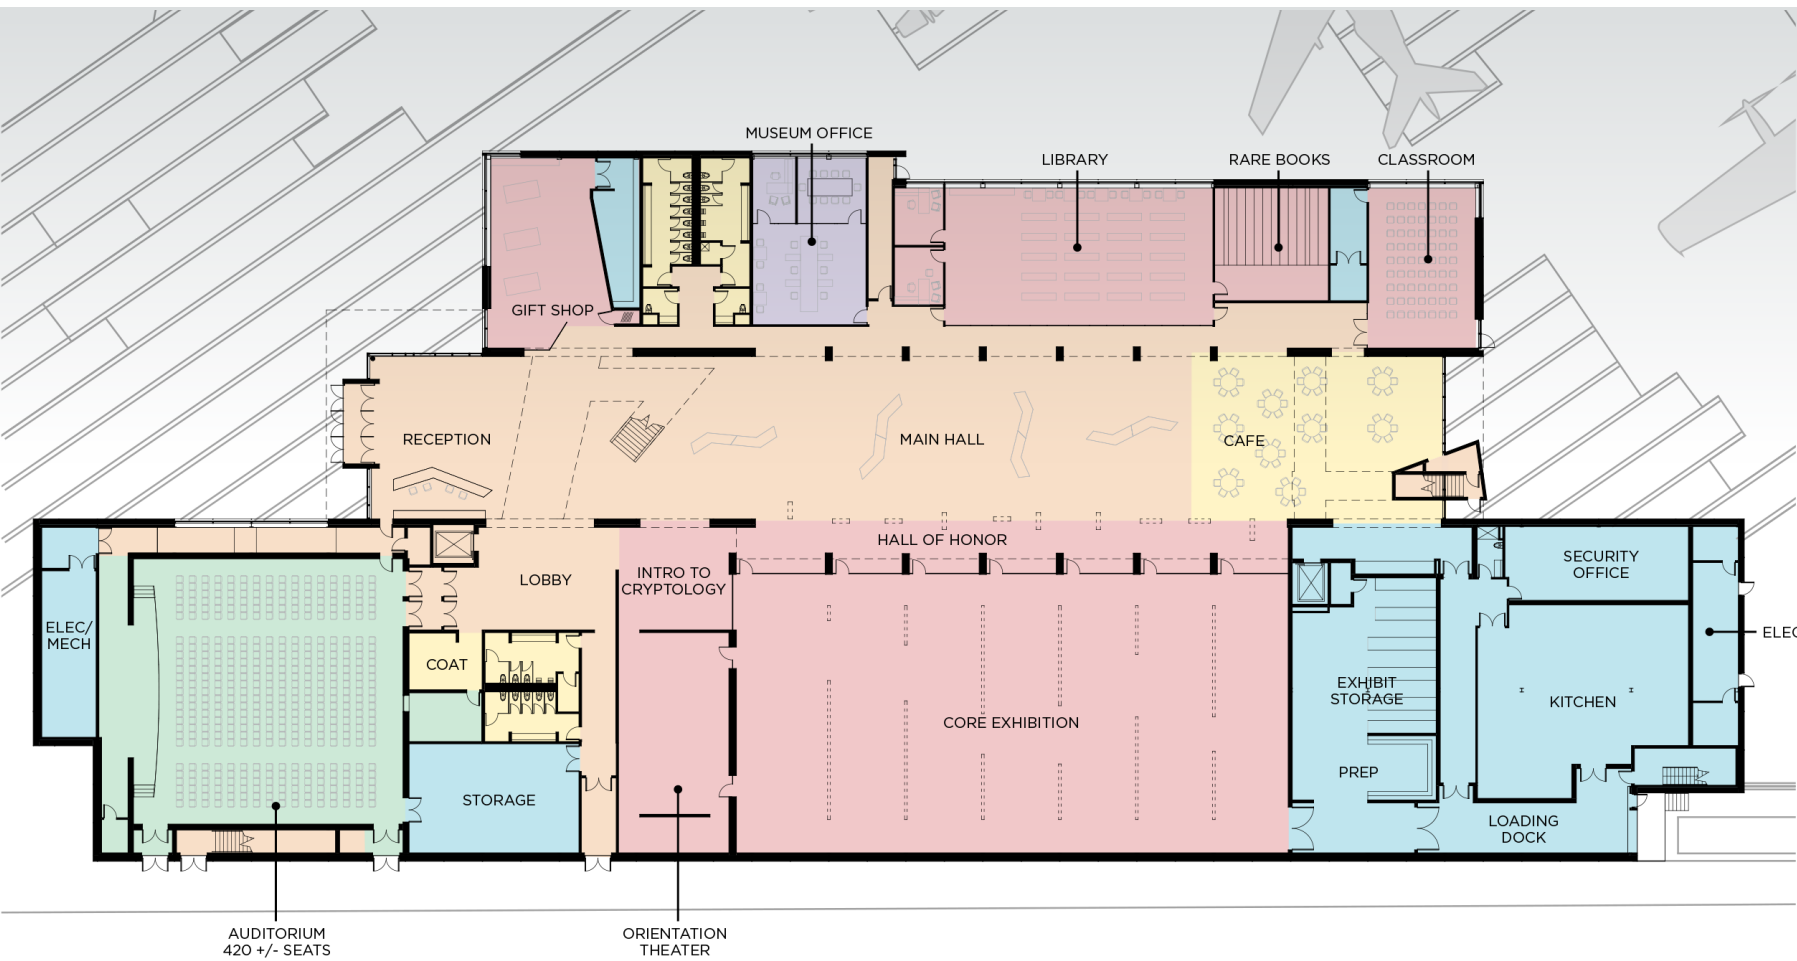 MUSEUM OFFICE
LIBRARY
RARE BOOKS
CLASSROOM
GIFT SHOP
RECEPTION
MAIN HALL
CAFE
HALL OF HONOR
LOBBY
INTRO TO
CRYPTOLOGY
SECURITY
OFFICE
ELEC/
MECH
ELEC
COAT
EXHIBIT
STORAGE
KITCHEN
CORE EXHIBITION
PREP
STORAGE
LOADING
DOCK
AUDITORIUM
420 +/- SEATS
ORIENTATION
THEATER